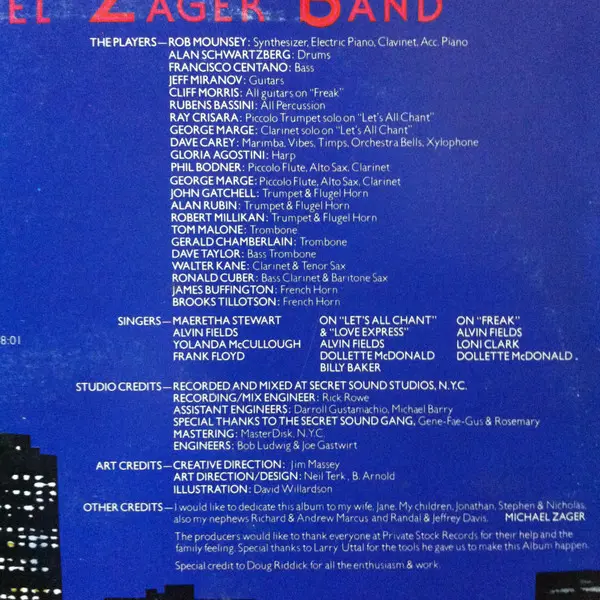 EL ZAGER BAND
THE PLAYERS—ROB MOUNSEY: Synthesizer, Electric Piano, Clavinet, Acc. Piano
ALAN SCHWARTZBERG: Drums
FRANCISCO CENTANO: Bass
JEFF MIRANOV: Guitars
CLIFF MORRIS: All guitars on "Freak"
RUBENS BASSINI: All Percussion
RAY CRISARA: Piccolo Trumpet solo on "Let's All Chant"
GEORGE MARGE: Clarinet solo on "Let's All Chant"
DAVE CAREY: Marimba, Vibes, Timps, Orchestra Bells, Xylophone
GLORIA AGOSTINI: Harp
PHIL BODNER: Piccolo Flute, Alto Sax, Clarinet
GEORGE MARGE: Piccolo Flute, Alto Sax, Clarinet
JOHN GATCHELL: Trumpet & Flugel Horn
ALAN RUBIN: Trumpet & Flugel Horn
ROBERT MILLIKAN: Trumpet & Flugel Horn
TOM MALONE: Trombone
GERALD CHAMBERLAIN: Trombone
DAVE TAYLOR: Bass Trombone
WALTER KANE: Clarinet & Tenor Sax
RONALD CUBER: Bass Clarinet & Baritone Sax
JAMES BUFFINGTON: French Horn
BROOKS TILLOTSON: French Horn
SINGERS—MAERETHA STEWART ON "LET'S ALL CHANT" ON "FREAK"
ALVIN FIELDS & "LOVE EXPRESS" ALVIN FIELDS
8:01 YOLANDA McCULLOUGH ALVIN FIELDS LONI CLARK
FRANK FLOYD DOLLETTE McDONALD DOLLETTE McDONALD.
BILLY BAKER
STUDIO CREDITS—RECORDED AND MIXED AT SECRET SOUND STUDIOS, N.Y.C.
RECORDING/MIX ENGINEER: Rick Rowe
ASSISTANT ENGINEERS: Darroll Gustamachio, Michael Barry
SPECIAL THANKS TO THE SECRET SOUND GANG, Gene-Fae-Gus & Rosemary
MASTERING: MasterDisk, N.Y.C.
ENGINEERS: Bob Ludwig & Joe Gastwirt
ART CREDITS—CREATIVE DIRECTION: Jim Massey
ART DIRECTION/DESIGN: Neil Terk, B. Arnold
ILLUSTRATION: David Willardson
OTHER CREDITS—I would like to dedicate this album to my wife, Jane. My children, Jonathan, Stephen & Nicholas,
also my nephews Richard & Andrew Marcus and Randal & Jeffrey Davis. MICHAEL ZAGER
The producers would like to thank everyone at Private Stock Records for their help and the
family feeling. Special thanks to Larry Uttal for the tools he gave us to make this Album happen.
Special credit to Doug Riddick for all the enthusiasm & work.